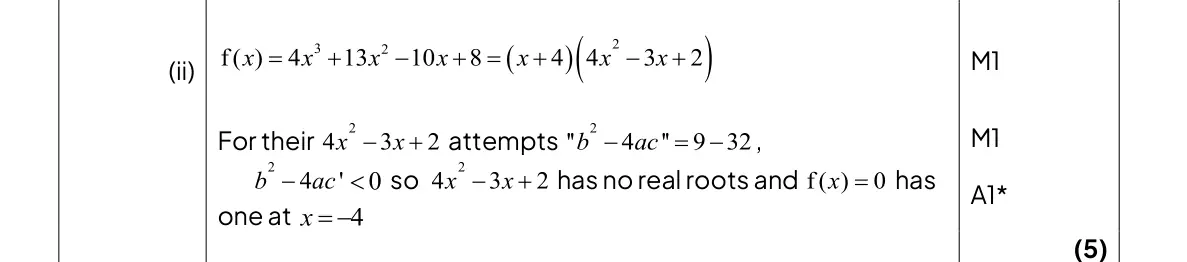 f(x) = 4x³ + 13x² − 10x + 8 = (x + 4)(4x² − 3x + 2) M1
(ii)
For their 4x² − 3x + 2 attempts "b² − 4ac" = 9 − 32 , M1
b² − 4ac' < 0 so 4x² − 3x + 2 has no real roots and f(x) = 0 has A1*
one at x = −4
(5)